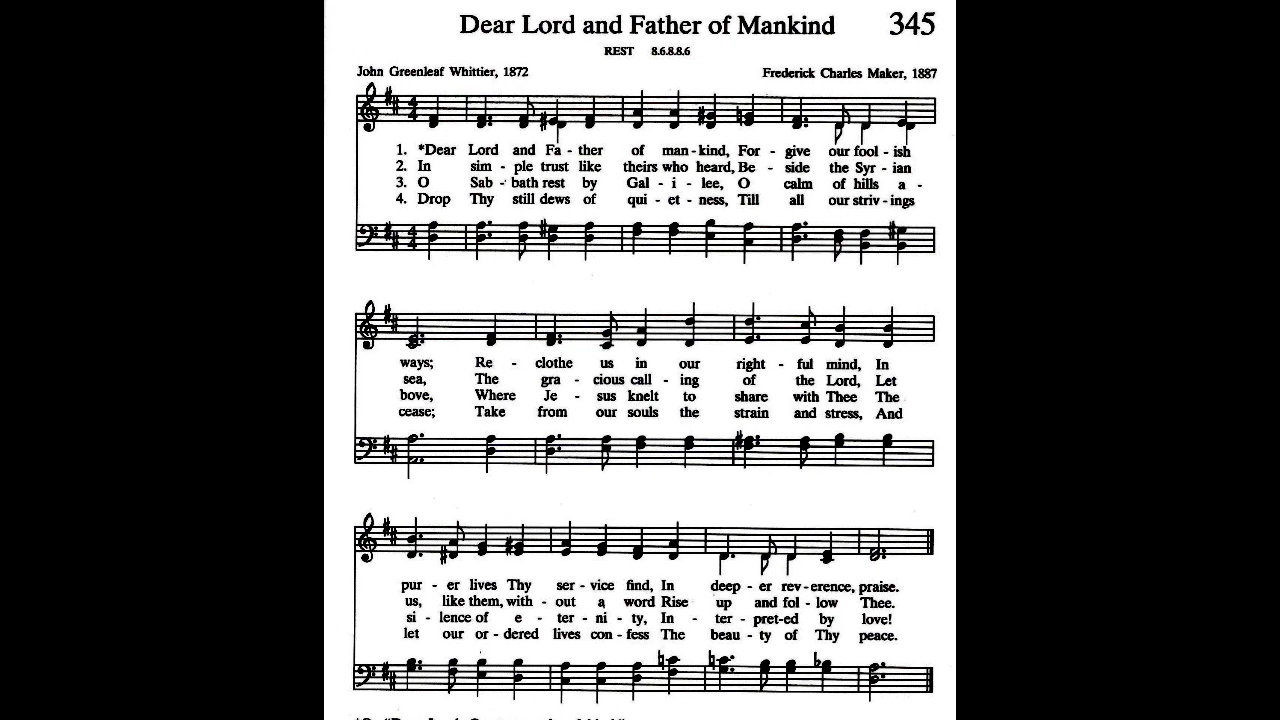 Dear Lord and Father of Mankind 345
REST 8.6.8.8.6
John Greenleaf Whittier, 1872 Frederick Charles Maker, 1887
1. *Dear Lord and Fa - ther of man - kind, For - give our fool - ish
2. In sim - ple trust like theirs who heard, Be - side the Syr - ian
3. O Sab - bath rest by Gal - i - lee, O calm of hills a -
4. Drop Thy still dews of qui - et - ness, Till all our striv - ings
ways; Re - clothe us in our right - ful mind, In
sea, The gra - cious call - ing of the Lord, Let
bove, Where Je - sus knelt to share with Thee The
cease; Take from our souls the strain and stress, And
pur - er lives Thy ser - vice find, In deep - er rev - erence, praise.
us, like them, with - out a word Rise up and fol - low Thee.
si - lence of e - ter - ni - ty, In - ter - pret - ed by love!
let our or - dered lives con - fess The beau - ty of Thy peace.